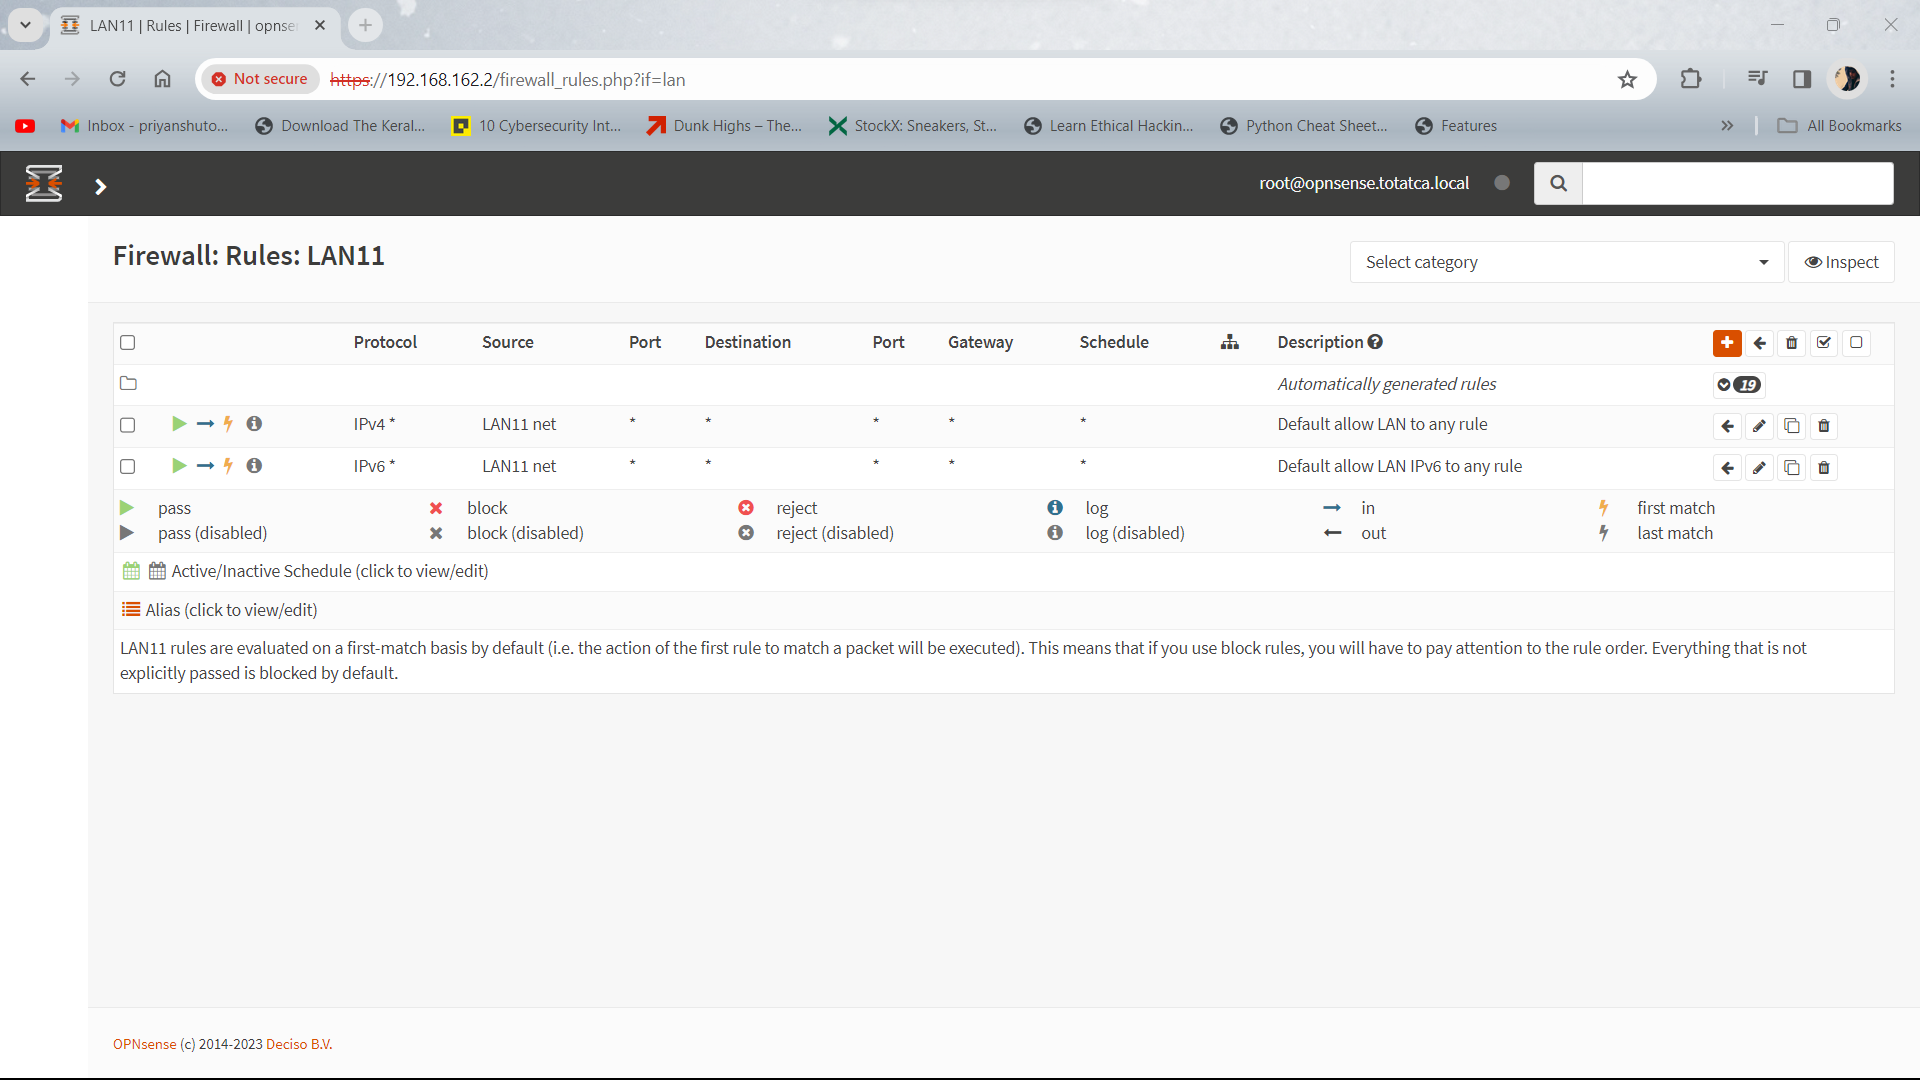 LAN11 | Rules | Firewall | opnse
Not secure https://192.168.162.2/firewall_rules.php?if=lan
Inbox - priyanshuto... Download The Keral... 10 Cybersecurity Int... Dunk Highs – The... StockX: Sneakers, St... Learn Ethical Hackin... Python Cheat Sheet... Features » All Bookmarks
root@opnsense.totatca.local
Firewall: Rules: LAN11
Select category Inspect
Protocol Source Port Destination Port Gateway Schedule Description
Automatically generated rules 19
IPv4 * LAN11 net * * * * * Default allow LAN to any rule
IPv6 * LAN11 net * * * * * Default allow LAN IPv6 to any rule
pass block reject log in first match
pass (disabled) block (disabled) reject (disabled) log (disabled) out last match
Active/Inactive Schedule (click to view/edit)
Alias (click to view/edit)
LAN11 rules are evaluated on a first-match basis by default (i.e. the action of the first rule to match a packet will be executed). This means that if you use block rules, you will have to pay attention to the rule order. Everything that is not
explicitly passed is blocked by default.
OPNsense (c) 2014-2023 Deciso B.V.